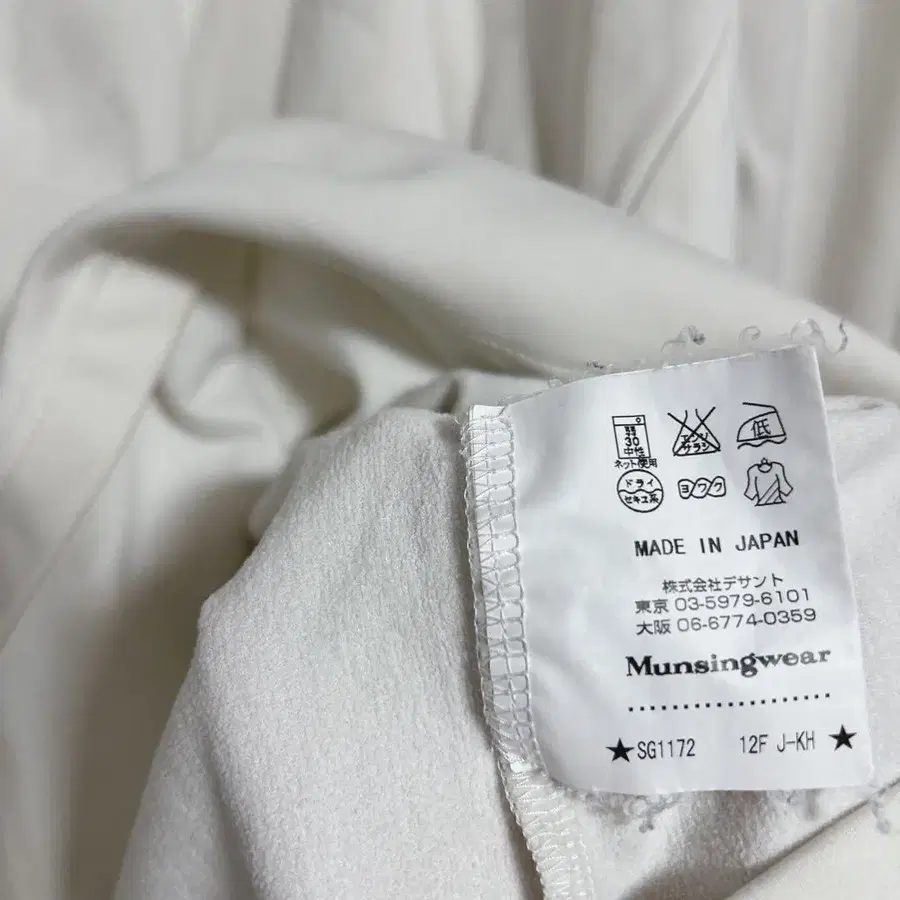 弱
30
中性
ネット使用
エンソ
サラシ
低
ドライ
セキユ系
ヨワク
MADE IN JAPAN
株式会社デサント
東京 03-5979-6101
大阪 06-6774-0359
Munsingwear
★SG1172 12F J-KH★